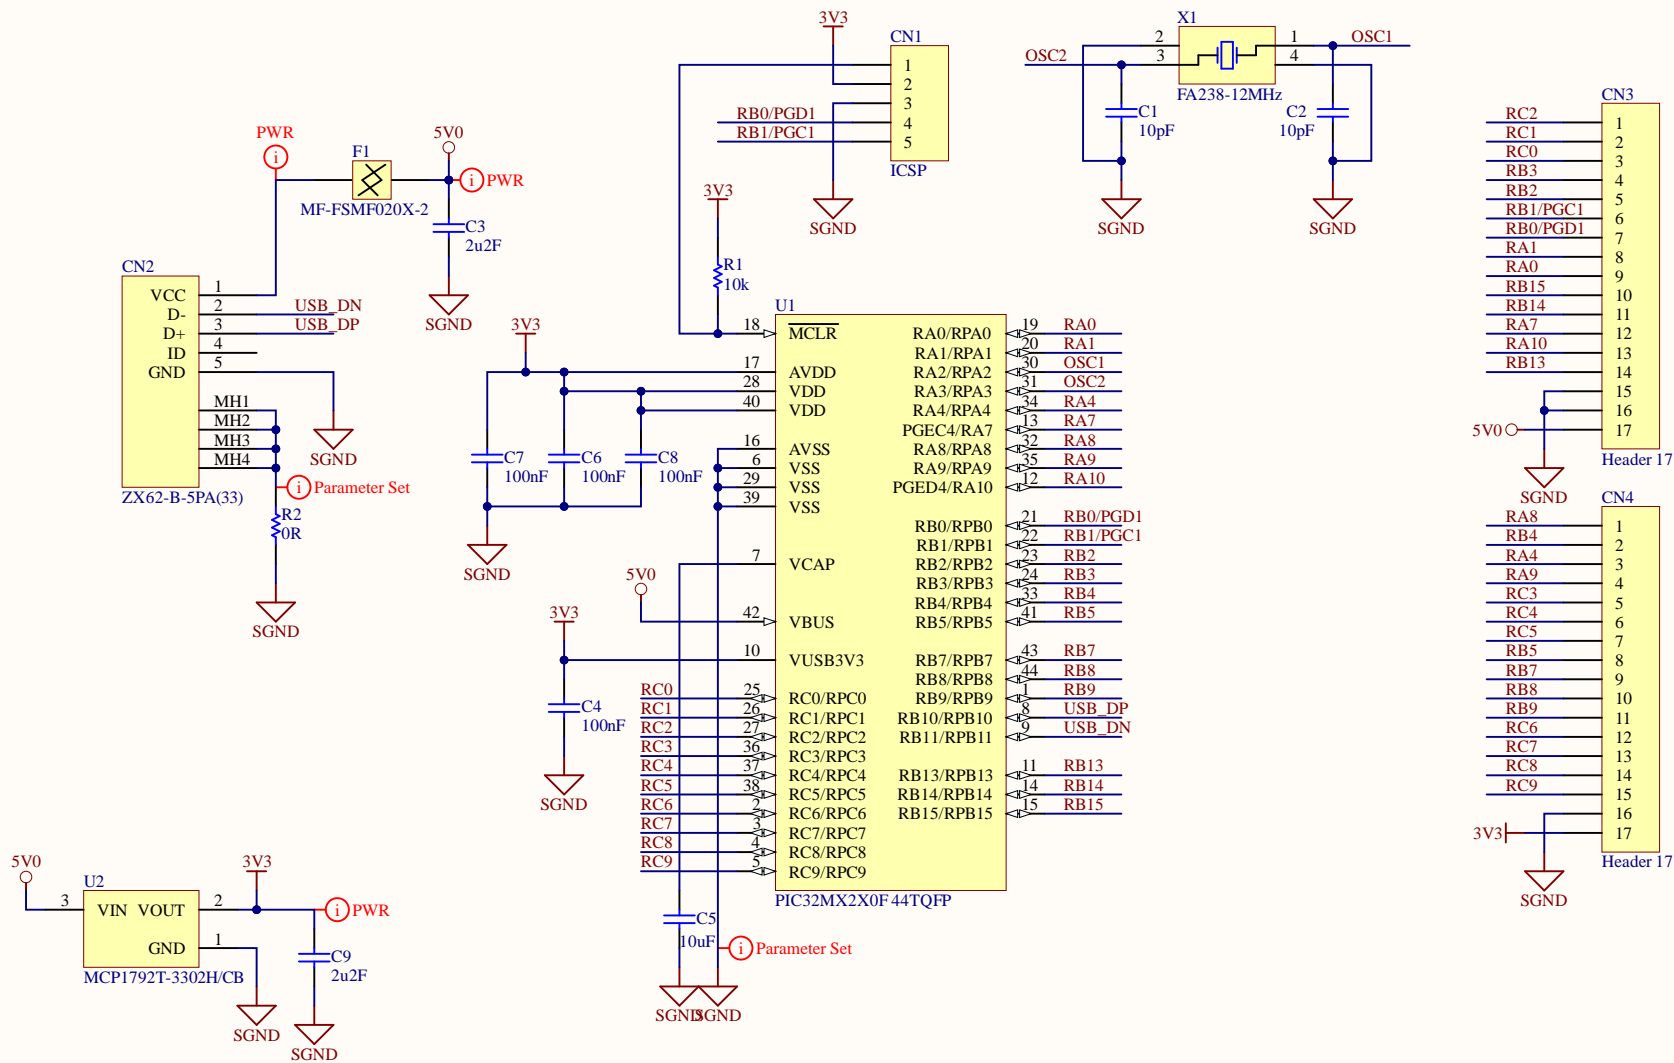 3V3
CN1
1
2
3
4
5
RB0/PGD1
RB1/PGC1
ICSP
SGND
X1
2
3
1
4
OSC2
OSC1
FA238-12MHz
C1
10pF
C2
10pF
SGND
SGND
PWR
i
F1
MF-FSMF020X-2
5V0
i PWR
C3
2u2F
SGND
CN2
VCC 1
D- 2 USB_DN
D+ 3 USB_DP
ID 4
GND 5
MH1
MH2
MH3
MH4
ZX62-B-5PA(33)
SGND
i Parameter Set
R2
0R
SGND
3V3
R1
10k
3V3
C7
100nF
C6
100nF
C8
100nF
SGND
5V0
3V3
C4
100nF
SGND
U1
18 MCLR
17 AVDD
28 VDD
40 VDD
16 AVSS
6 VSS
29 VSS
39 VSS
7 VCAP
42 VBUS
10 VUSB3V3
RC0 25 RC0/RPC0
RC1 26 RC1/RPC1
RC2 27 RC2/RPC2
RC3 36 RC3/RPC3
RC4 37 RC4/RPC4
RC5 38 RC5/RPC5
RC6 2 RC6/RPC6
RC7 3 RC7/RPC7
RC8 4 RC8/RPC8
RC9 5 RC9/RPC9
RA0/RPA0 19 RA0
RA1/RPA1 20 RA1
RA2/RPA2 30 OSC1
RA3/RPA3 31 OSC2
RA4/RPA4 34 RA4
PGEC4/RA7 13 RA7
RA8/RPA8 32 RA8
RA9/RPA9 35 RA9
PGED4/RA10 12 RA10
RB0/RPB0 21 RB0/PGD1
RB1/RPB1 22 RB1/PGC1
RB2/RPB2 23 RB2
RB3/RPB3 24 RB3
RB4/RPB4 33 RB4
RB5/RPB5 41 RB5
RB7/RPB7 43 RB7
RB8/RPB8 44 RB8
RB9/RPB9 1 RB9
RB10/RPB10 8 USB_DP
RB11/RPB11 9 USB_DN
RB13/RPB13 11 RB13
RB14/RPB14 14 RB14
RB15/RPB15 15 RB15
PIC32MX2X0F44TQFP
C5
10uF
i Parameter Set
SGND
SGND
5V0
3V3
U2
3 VIN VOUT 2
GND 1
MCP1792T-3302H/CB
i PWR
C9
2u2F
SGND
SGND
CN3
RC2 1
RC1 2
RC0 3
RB3 4
RB2 5
RB1/PGC1 6
RB0/PGD1 7
RA1 8
RA0 9
RB15 10
RB14 11
RA7 12
RA10 13
RB13 14
15
16
5V0 17
Header 17
SGND
CN4
RA8 1
RB4 2
RA4 3
RA9 4
RC3 5
RC4 6
RC5 7
RB5 8
RB7 9
RB8 10
RB9 11
RC6 12
RC7 13
RC8 14
RC9 15
16
3V3 17
Header 17
SGND